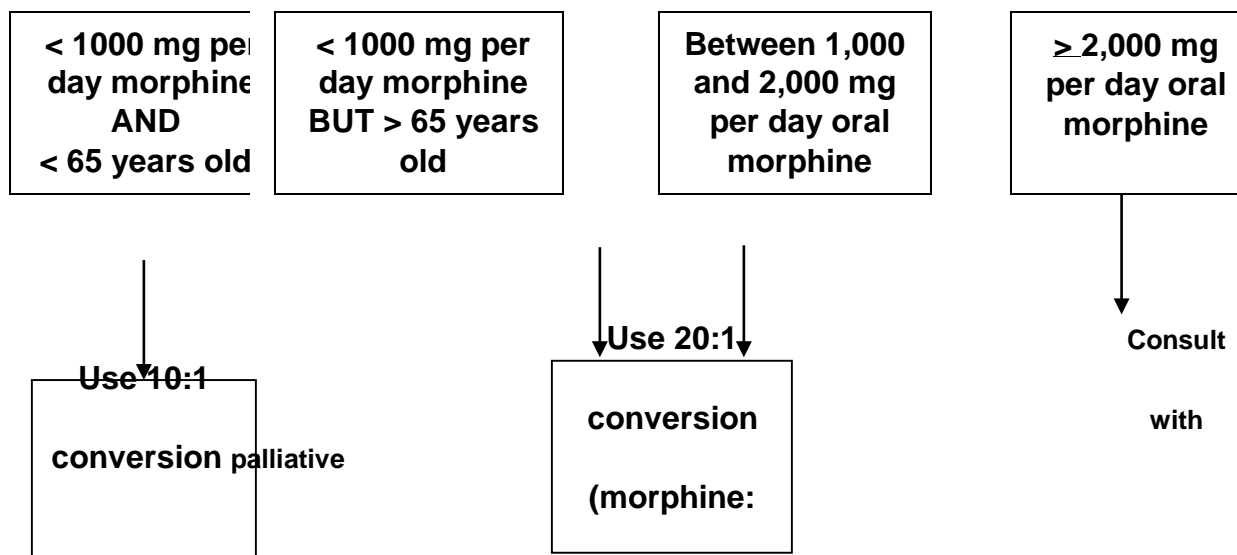 < 1000 mg per
day morphine
AND
< 65 years old
< 1000 mg per
day morphine
BUT > 65 years
old
Between 1,000
and 2,000 mg
per day oral
morphine
> 2,000 mg
per day oral
morphine
Use 10:1
conversion palliative
Use 20:1
conversion
(morphine:
Consult
with